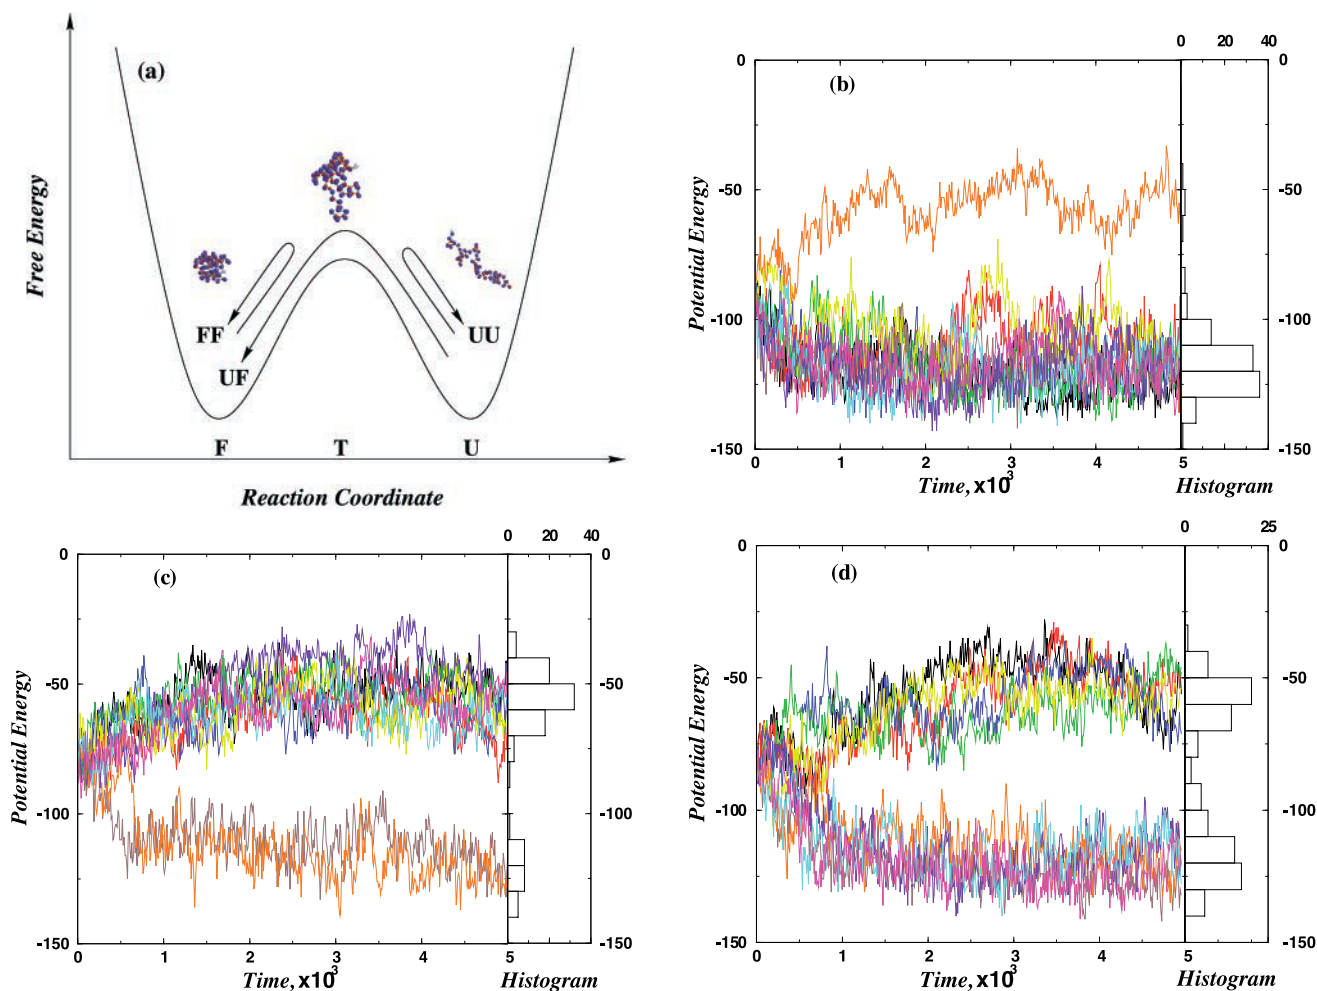 (a)
Free Energy
FF
UF
UU
F T U
Reaction Coordinate
0 20 40
(b)
0
-50
-100
-150
0
-50
-100
-150
Potential Energy
0 1 2 3 4 5
Time, x10³ Histogram
0 20 40
(c)
0
-50
-100
-150
0
-50
-100
-150
Potential Energy
0 1 2 3 4 5
Time, x10³ Histogram
0 25
(d)
0
-50
-100
-150
0
-50
-100
-150
Potential Energy
0 1 2 3 4 5
Time, x10³ Histogram